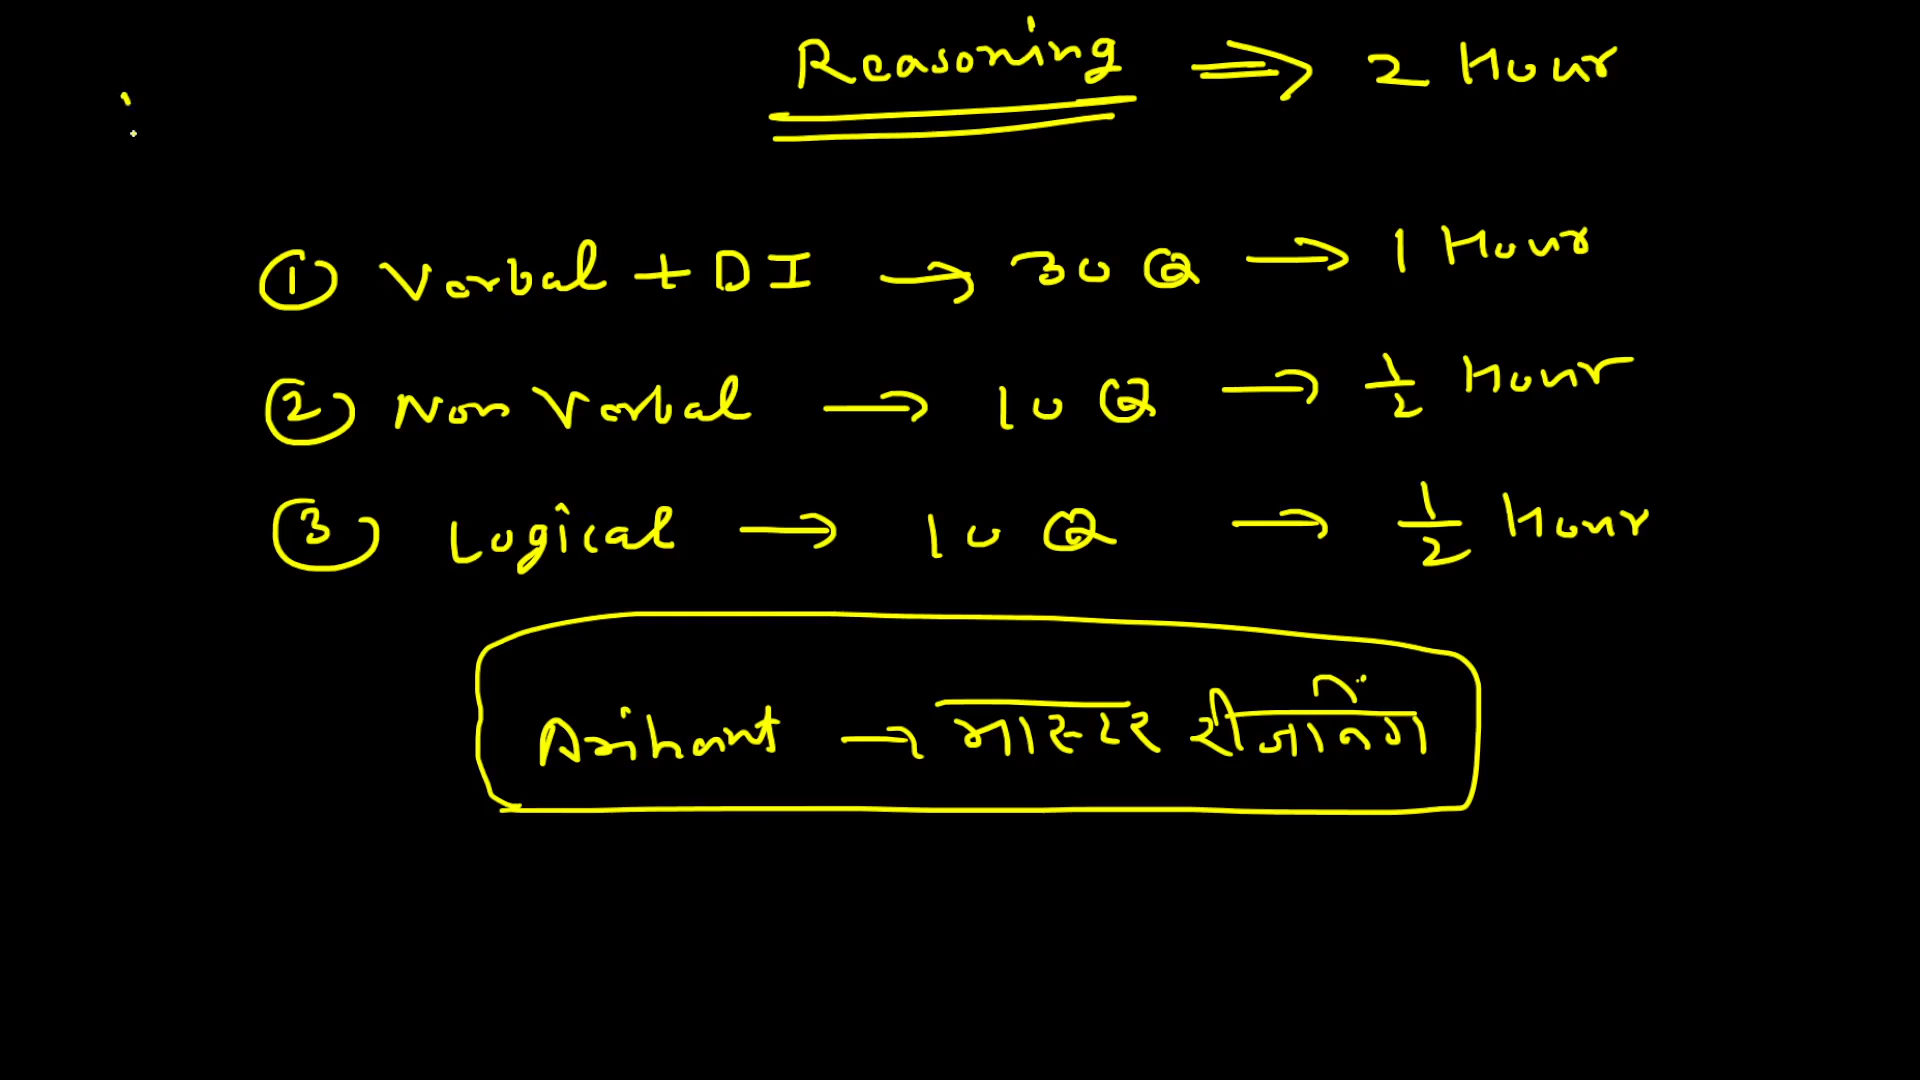 Reasoning ⇒ 2 Hour
① Verbal + DI → 30 Q → 1 Hour
② Non Verbal → 10 Q → 1/2 Hour
③ Logical → 10 Q → 1/2 Hour
Arihant → मास्टर रीजनिंग